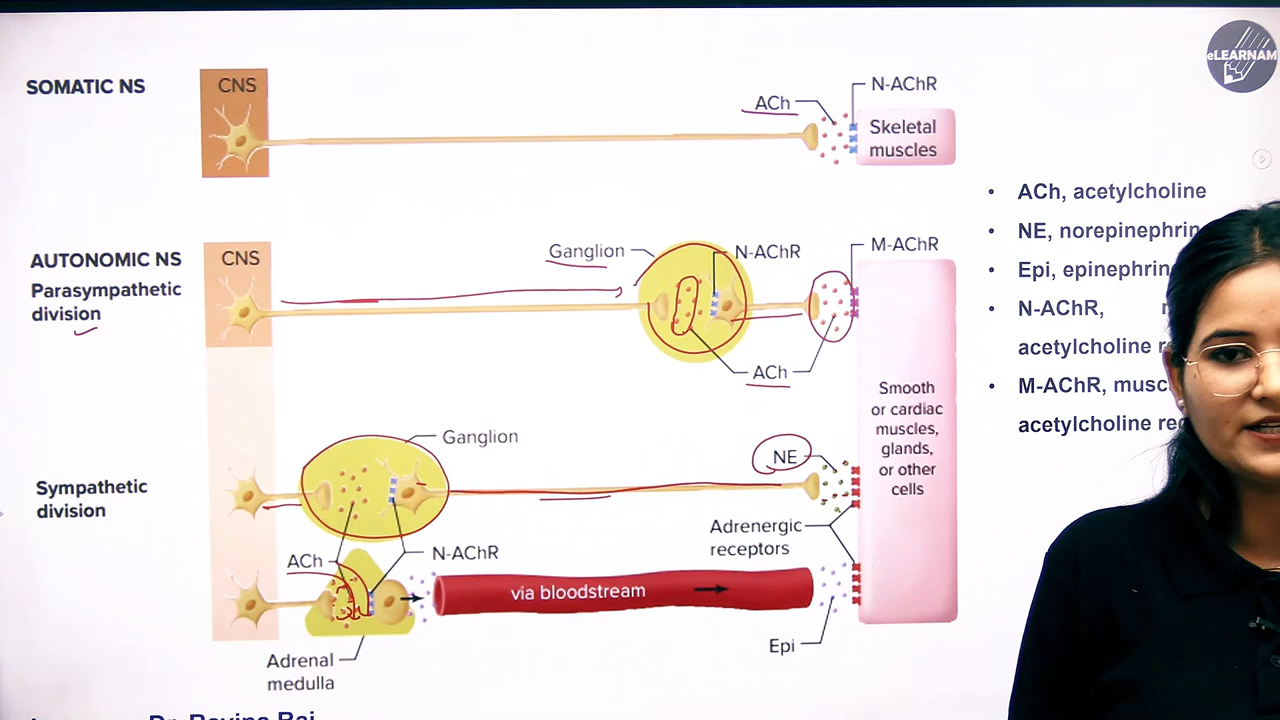 eLEARNAM
SOMATIC NS
CNS
ACh
N-AChR
Skeletal
muscles
AUTONOMIC NS
Parasympathetic
division
CNS
Ganglion
N-AChR
M-AChR
ACh
Smooth
or cardiac
muscles,
glands,
or other
cells
Sympathetic
division
Ganglion
NE
Adrenergic
receptors
ACh
N-AChR
via bloodstream
Epi
Adrenal
medulla
• ACh, acetylcholine
• NE, norepinephrin
• Epi, epinephrin
• N-AChR,
acetylcholine
• M-AChR, musc
acetylcholine rec